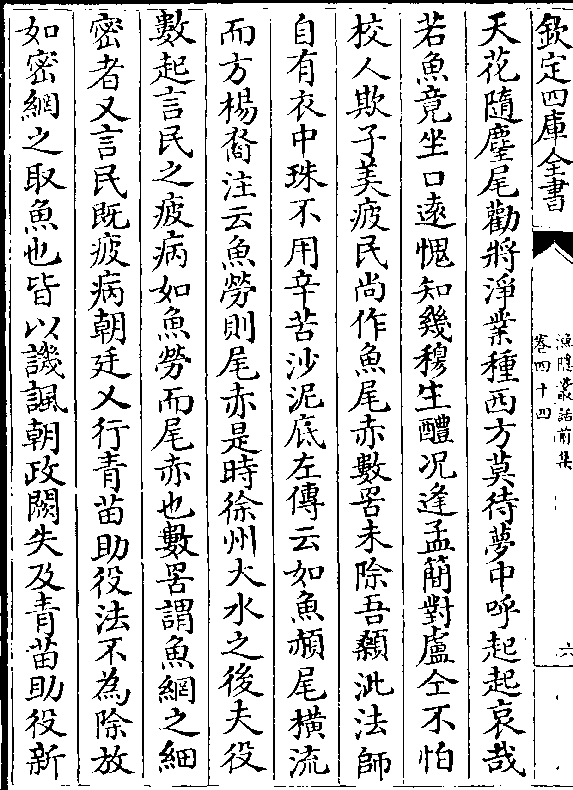 欽定四庫全書
漁隱叢話前集
卷四十四
六
天花隨麈尾勸將淨業種西方莫待夢中呼起起哀哉
若魚竟坐口遠愧知幾穆生醴况逢孟簡對盧仝不怕
校人欺子美疲民尚作魚尾赤數罟未除吾顙泚法師
自有衣中珠不用辛苦沙泥底左傳云如魚赬尾橫流
而方楊裔注云魚勞則尾赤是時徐州大水之後夫役
數起言民之疲病如魚勞而尾赤也數罟謂魚網之細
密者又言民既疲病朝廷乂行青苗助役法不為除放
如密網之取魚也皆以譏諷朝政闕失及青苗助役新